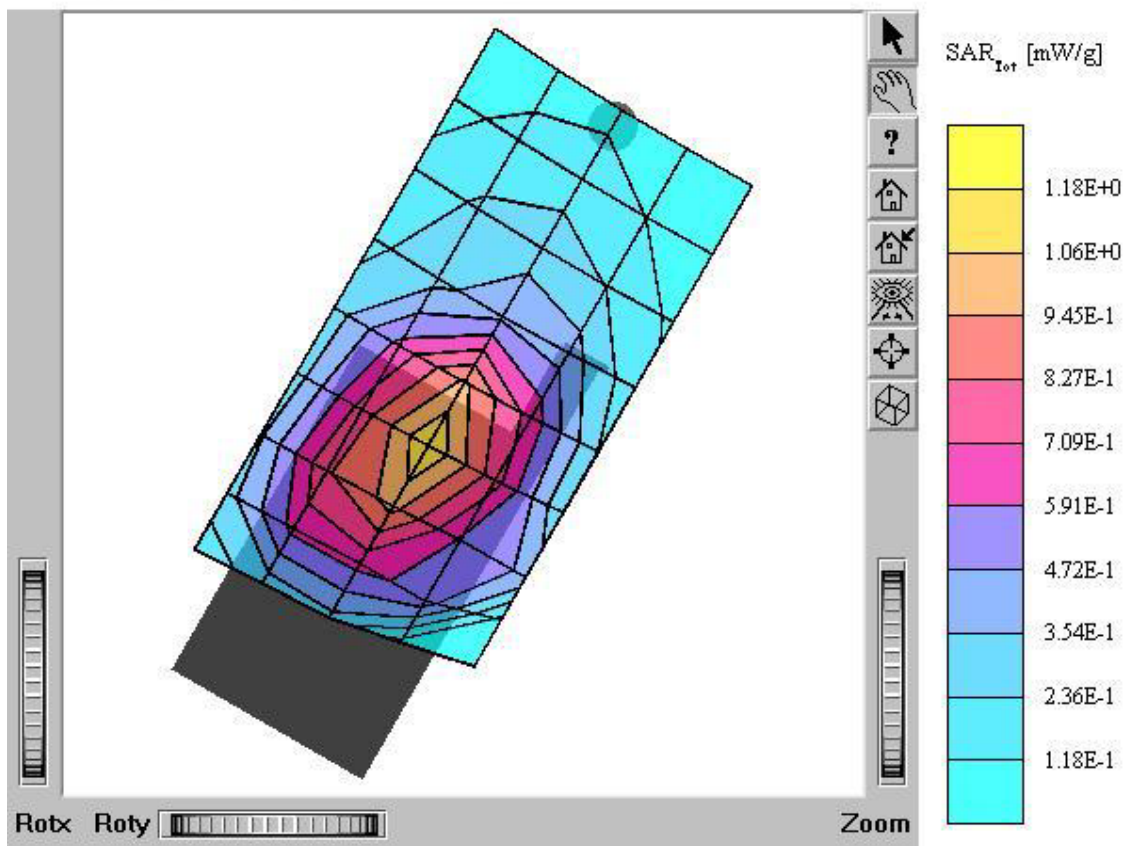 SARTot [mW/g]
?
1.18E+0
1.06E+0
9.45E-1
8.27E-1
7.09E-1
5.91E-1
4.72E-1
3.54E-1
2.36E-1
1.18E-1
Rotx Roty Zoom